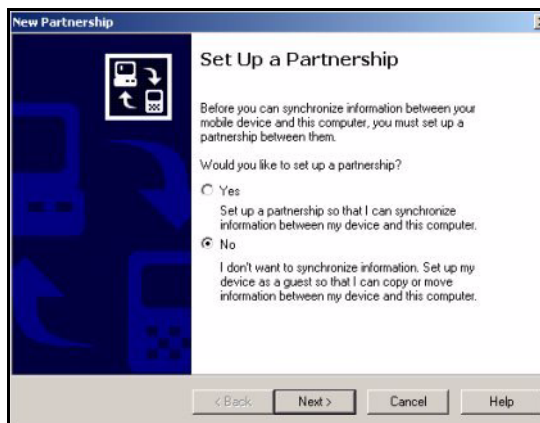 New Partnership
Set Up a Partnership
Before you can synchronize information between your
mobile device and this computer, you must set up a
partnership between them.
Would you like to set up a partnership?
Yes
Set up a partnership so that I can synchronize
information between my device and this computer.
No
I don't want to synchronize information. Set up my
device as a guest so that I can copy or move
information between my device and this computer.
< Back
Next >
Cancel
Help